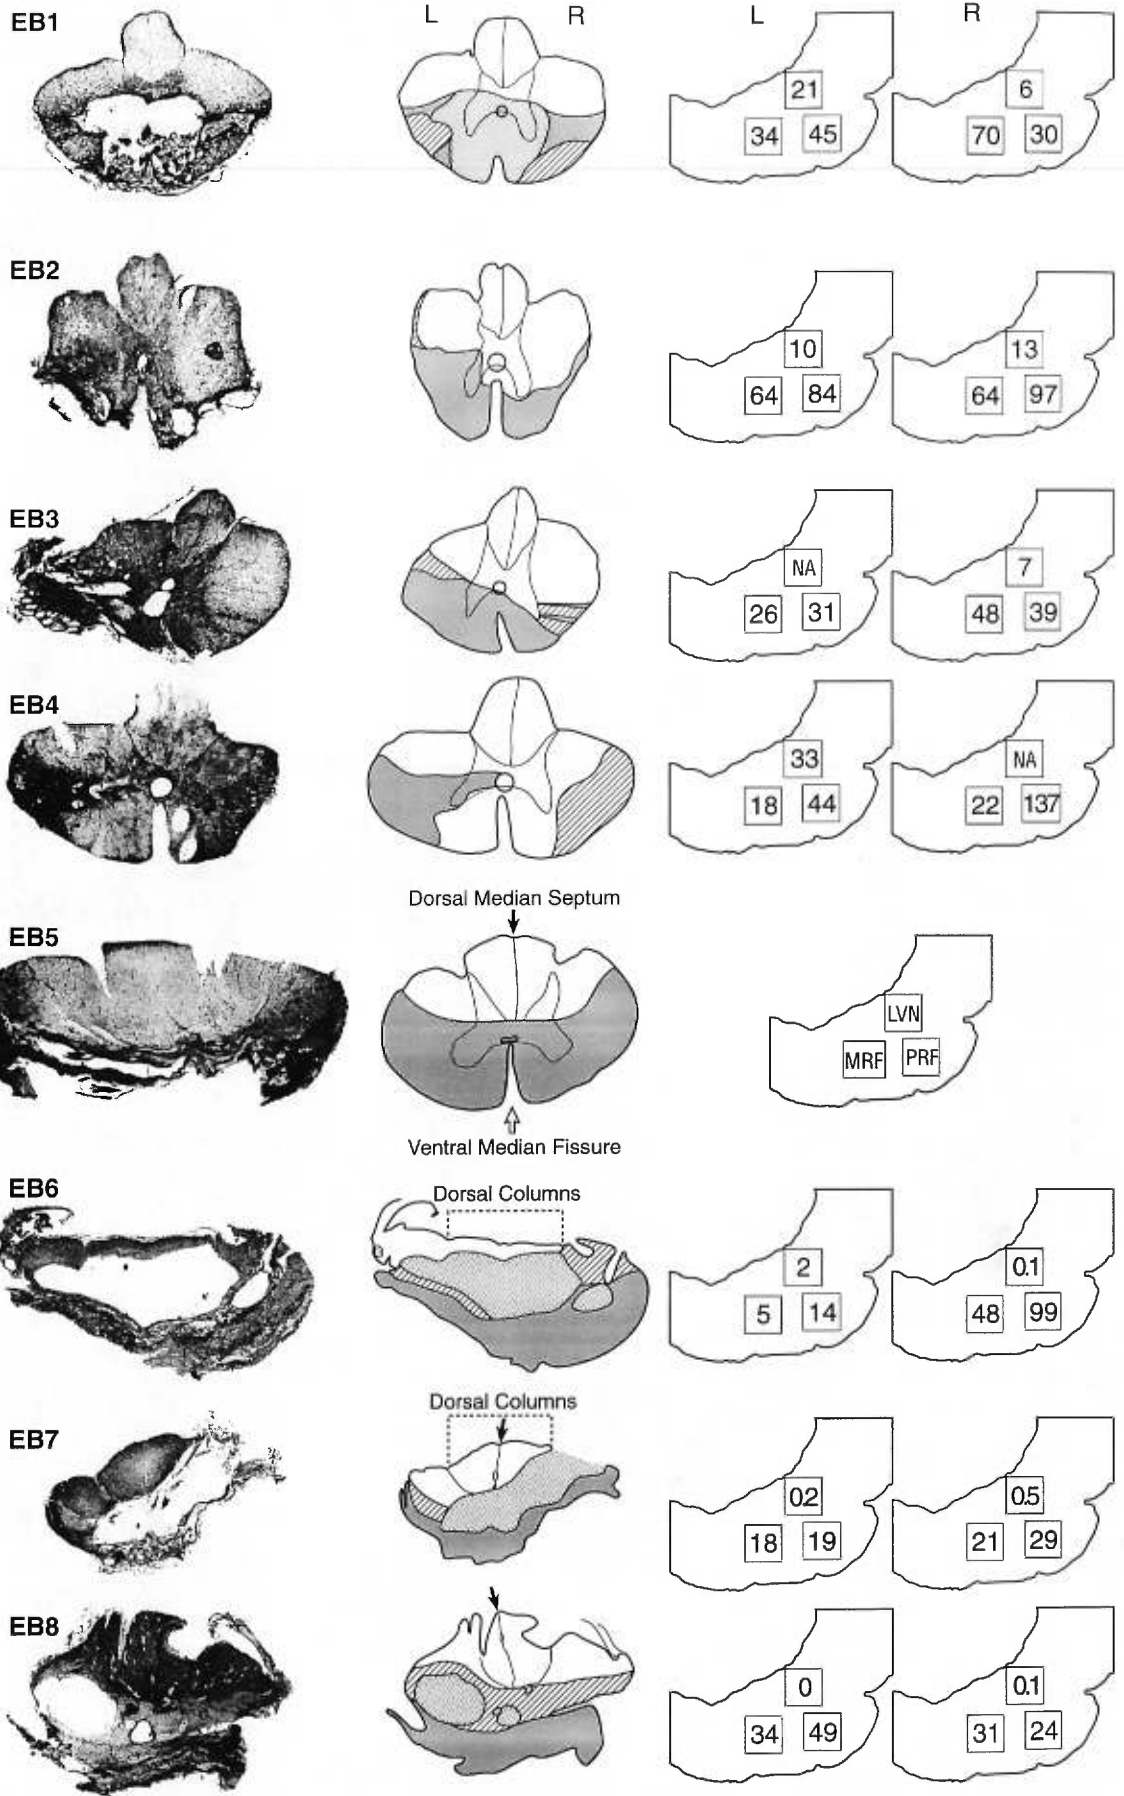 L R L R
EB1
21 6
34 45 70 30
EB2
10 13
64 84 64 97
EB3
NA 7
26 31 48 39
EB4
33 NA
18 44 22 137
Dorsal Median Septum
EB5
LVN
MRF PRF
Ventral Median Fissure
EB6
Dorsal Columns
2 0.1
5 14 48 99
Dorsal Columns
EB7
0.2 0.5
18 19 21 29
EB8
0 0.1
34 49 31 24